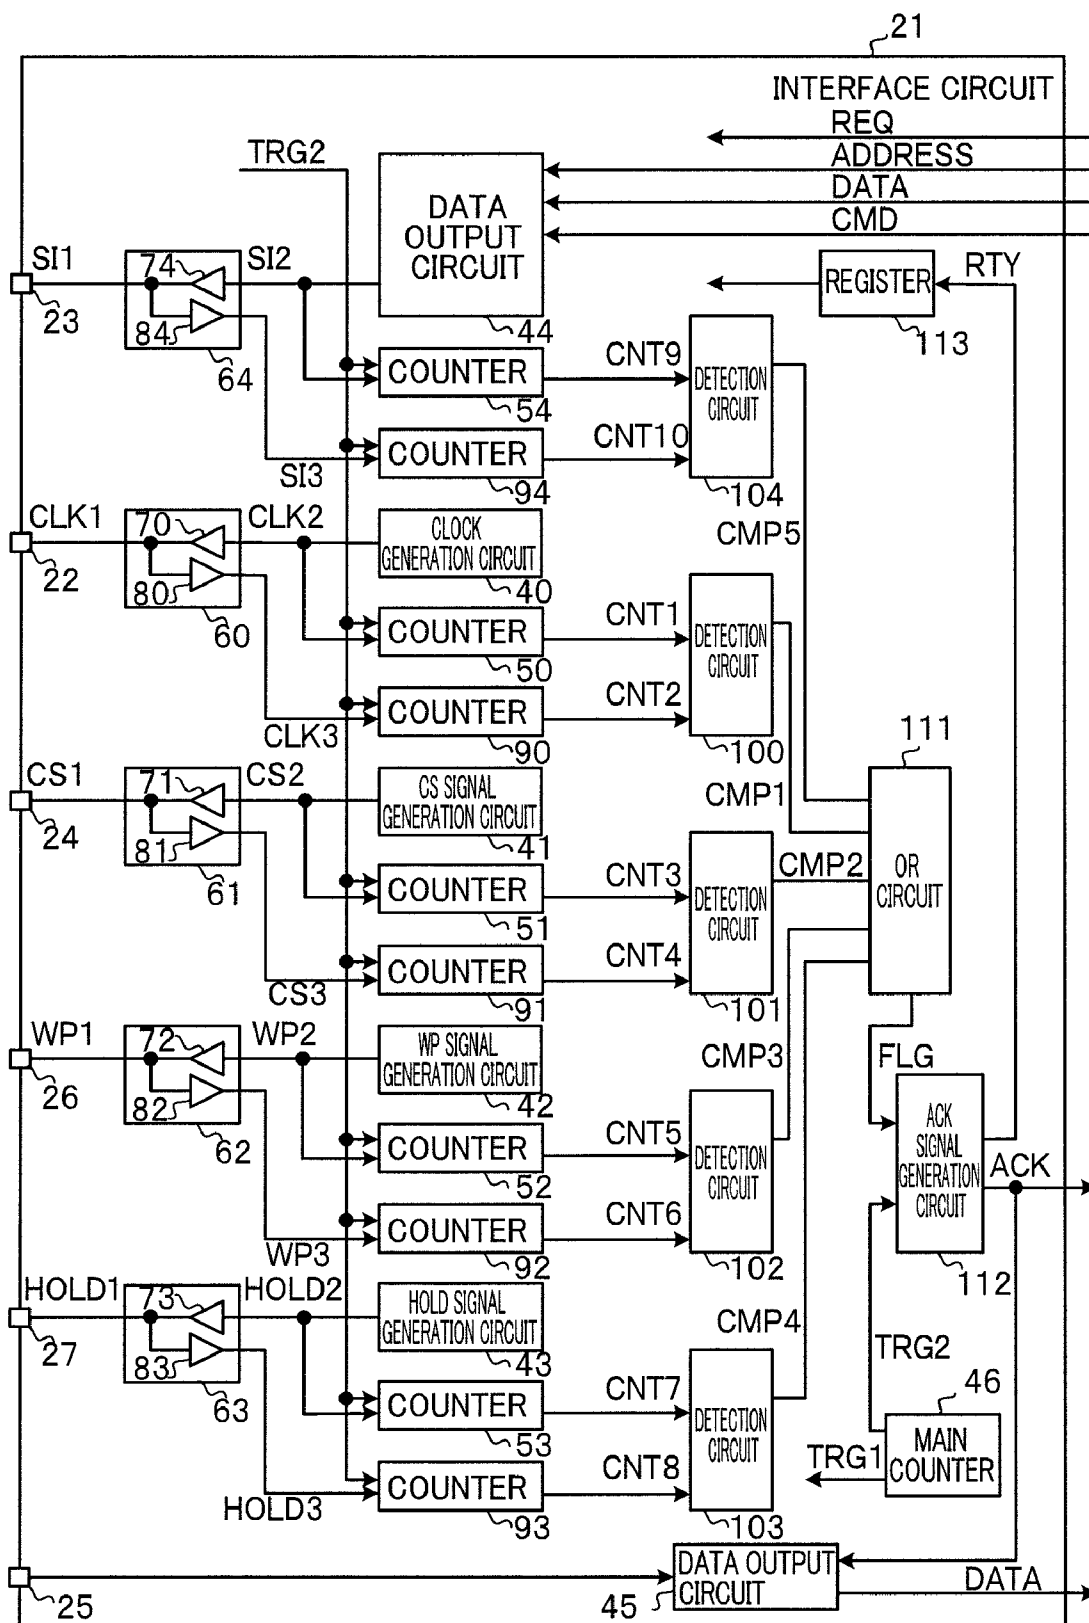 21
INTERFACE CIRCUIT
REQ
ADDRESS
DATA
CMD
TRG2
DATA
OUTPUT
CIRCUIT
44
SI1
23
74
84
64
SI2
SI3
REGISTER
RTY
113
COUNTER
54
CNT9
COUNTER
94
CNT10
DETECTION
CIRCUIT
104
CMP5
CLK1
22
70
80
60
CLK2
CLK3
CLOCK
GENERATION CIRCUIT
40
COUNTER
50
CNT1
COUNTER
90
CNT2
DETECTION
CIRCUIT
100
CMP1
111
OR
CIRCUIT
CS1
24
71
81
61
CS2
CS3
CS SIGNAL
GENERATION CIRCUIT
41
COUNTER
51
CNT3
COUNTER
91
CNT4
DETECTION
CIRCUIT
101
CMP2
CMP3
FLG
WP1
26
72
82
62
WP2
WP3
WP SIGNAL
GENERATION CIRCUIT
42
COUNTER
52
CNT5
COUNTER
92
CNT6
DETECTION
CIRCUIT
102
CMP4
ACK
SIGNAL
GENERATION
CIRCUIT
112
ACK
TRG2
HOLD1
27
73
83
63
HOLD2
HOLD3
HOLD SIGNAL
GENERATION CIRCUIT
43
COUNTER
53
CNT7
COUNTER
93
CNT8
DETECTION
CIRCUIT
103
46
MAIN
COUNTER
TRG1
25
DATA OUTPUT
CIRCUIT
45
DATA